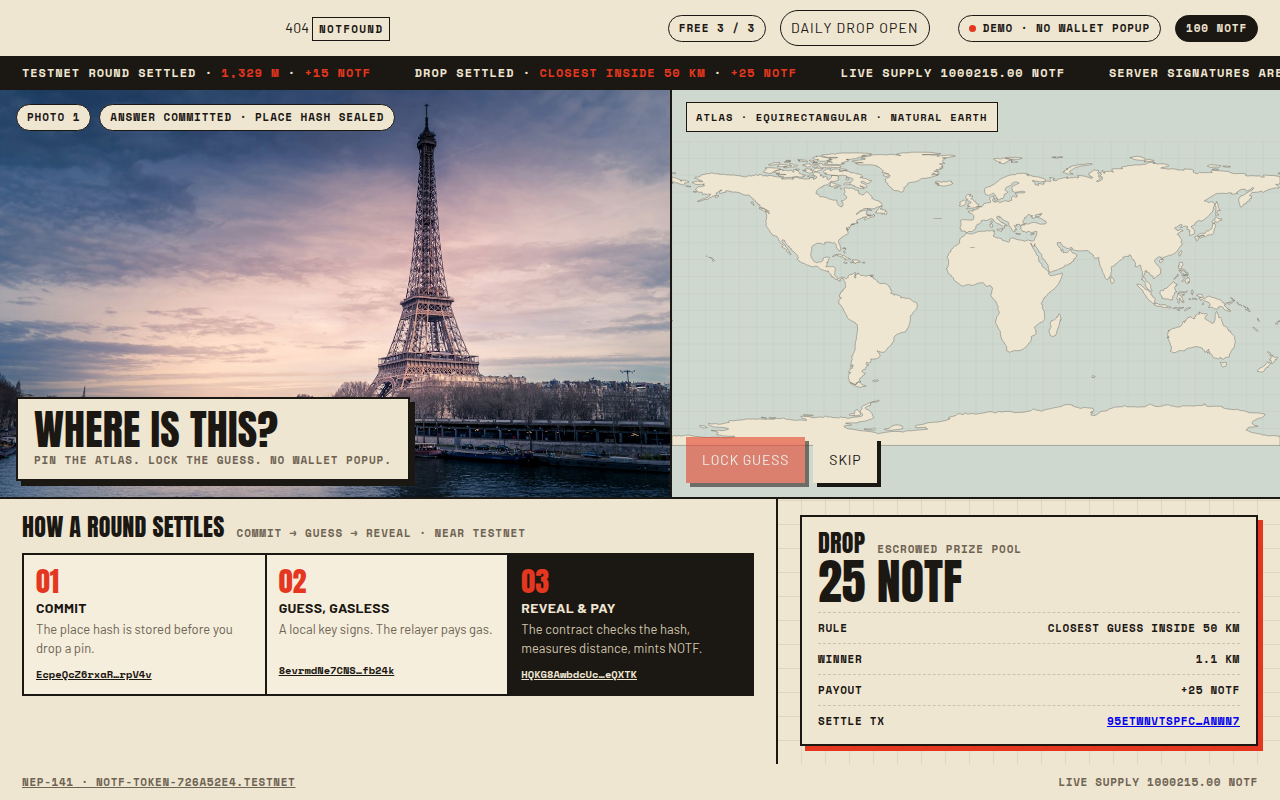 404 NOTFOUND
FREE 3 / 3
DAILY DROP OPEN
DEMO · NO WALLET POPUP
100 NOTF
TESTNET ROUND SETTLED · 1,329 M · +15 NOTF
DROP SETTLED · CLOSEST INSIDE 50 KM · +25 NOTF
LIVE SUPPLY 1000215.00 NOTF
SERVER SIGNATURES ARE
PHOTO 1
ANSWER COMMITTED · PLACE HASH SEALED
ATLAS · EQUIRECTANGULAR · NATURAL EARTH
WHERE IS THIS?
PIN THE ATLAS. LOCK THE GUESS. NO WALLET POPUP.
LOCK GUESS
SKIP
HOW A ROUND SETTLES
COMMIT → GUESS → REVEAL · NEAR TESTNET
01
COMMIT
The place hash is stored before you
drop a pin.
EcpeQcZ6rxaR…rpV4v
02
GUESS, GASLESS
A local key signs. The relayer pays gas.
8evrmdNe7CNS…fb24k
03
REVEAL & PAY
The contract checks the hash,
measures distance, mints NOTF.
HQKG8AwbdcUc…eQXTK
DROP
ESCROWED PRIZE POOL
25 NOTF
RULE
CLOSEST GUESS INSIDE 50 KM
WINNER
1.1 KM
PAYOUT
+25 NOTF
SETTLE TX
95ETWNVTSPFC…ANWN7
NEP-141 · NOTF-TOKEN-726A52E4.TESTNET
LIVE SUPPLY 1000215.00 NOTF